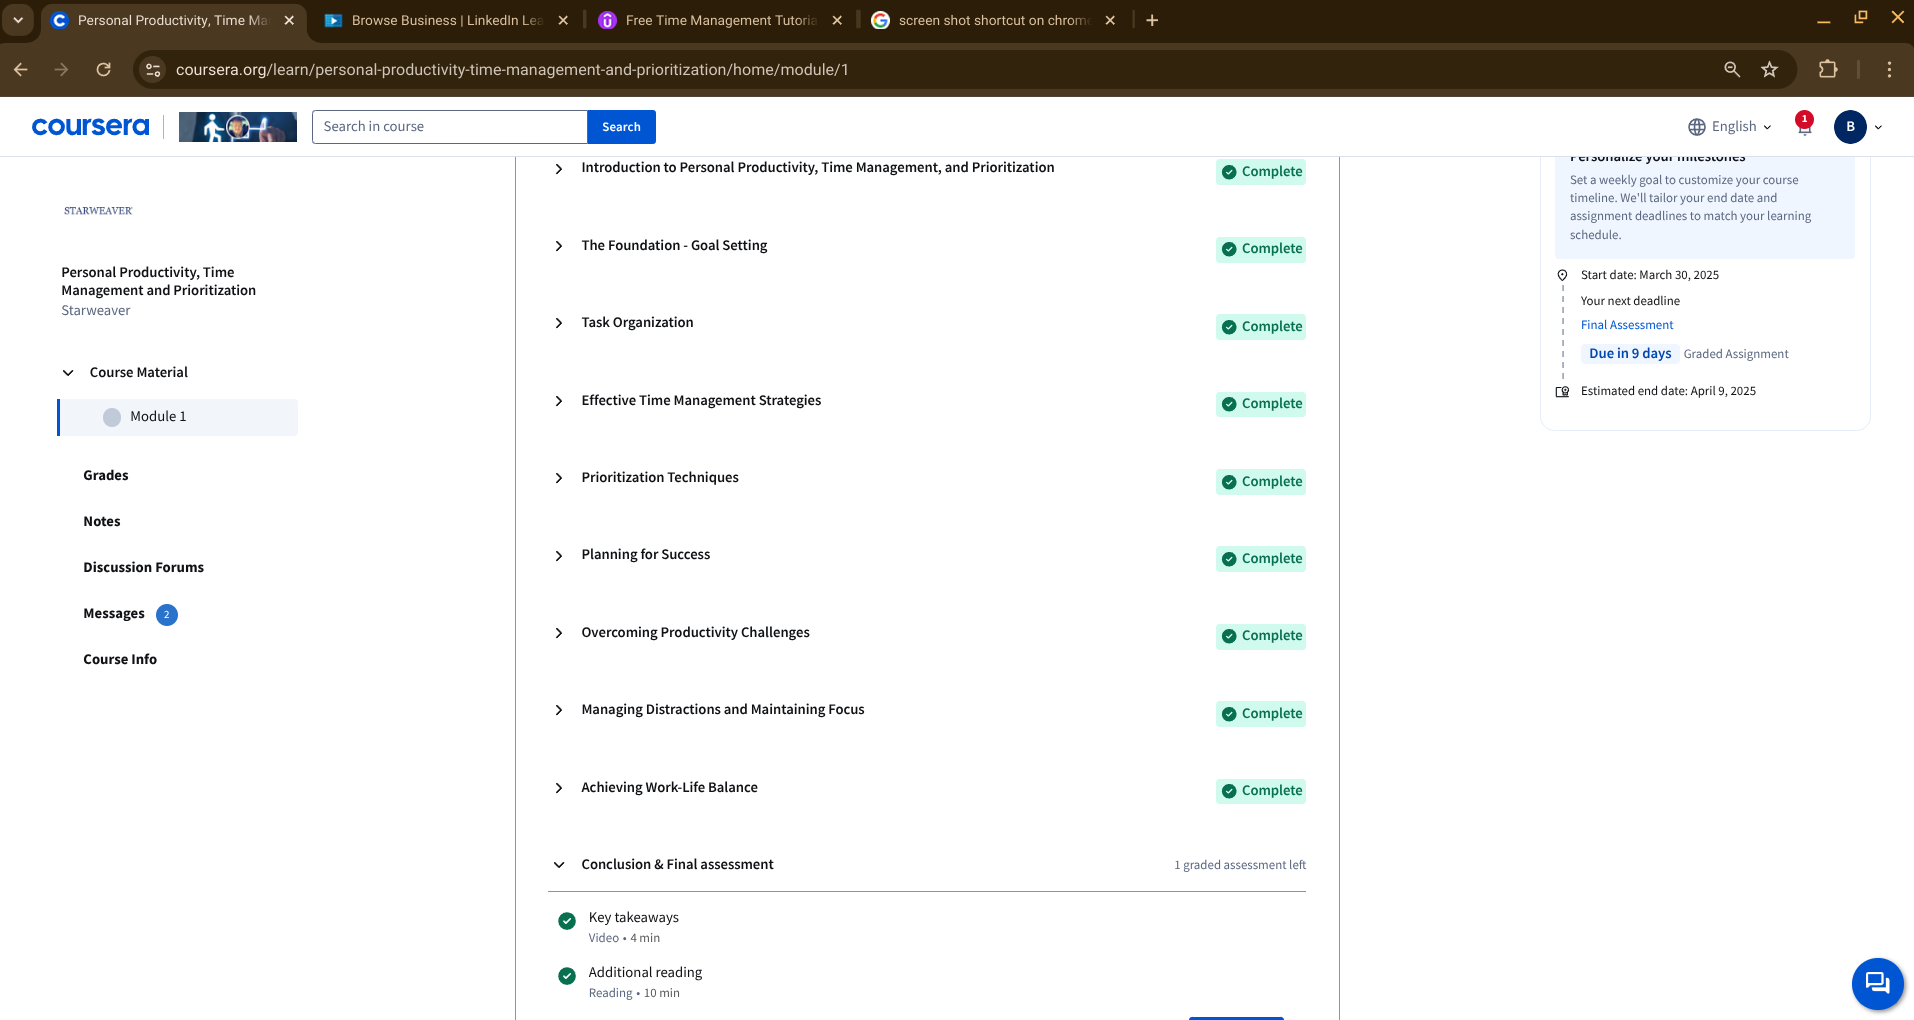 Personal Productivity, Time Ma
Browse Business | LinkedIn Lea
Free Time Management Tutoria
screen shot shortcut on chrome
coursera.org/learn/personal-productivity-time-management-and-prioritization/home/module/1
coursera
Search in course
Search
English
1
B
STARWEAVER
Personal Productivity, Time
Management and Prioritization
Starweaver
Course Material
Module 1
Grades
Notes
Discussion Forums
Messages 2
Course Info
Introduction to Personal Productivity, Time Management, and Prioritization
Complete
The Foundation - Goal Setting
Complete
Task Organization
Complete
Effective Time Management Strategies
Complete
Prioritization Techniques
Complete
Planning for Success
Complete
Overcoming Productivity Challenges
Complete
Managing Distractions and Maintaining Focus
Complete
Achieving Work-Life Balance
Complete
Conclusion & Final assessment
1 graded assessment left
Key takeaways
Video • 4 min
Additional reading
Reading • 10 min
Personalize your milestones
Set a weekly goal to customize your course
timeline. We'll tailor your end date and
assignment deadlines to match your learning
schedule.
Start date: March 30, 2025
Your next deadline
Final Assessment
Due in 9 days Graded Assignment
Estimated end date: April 9, 2025